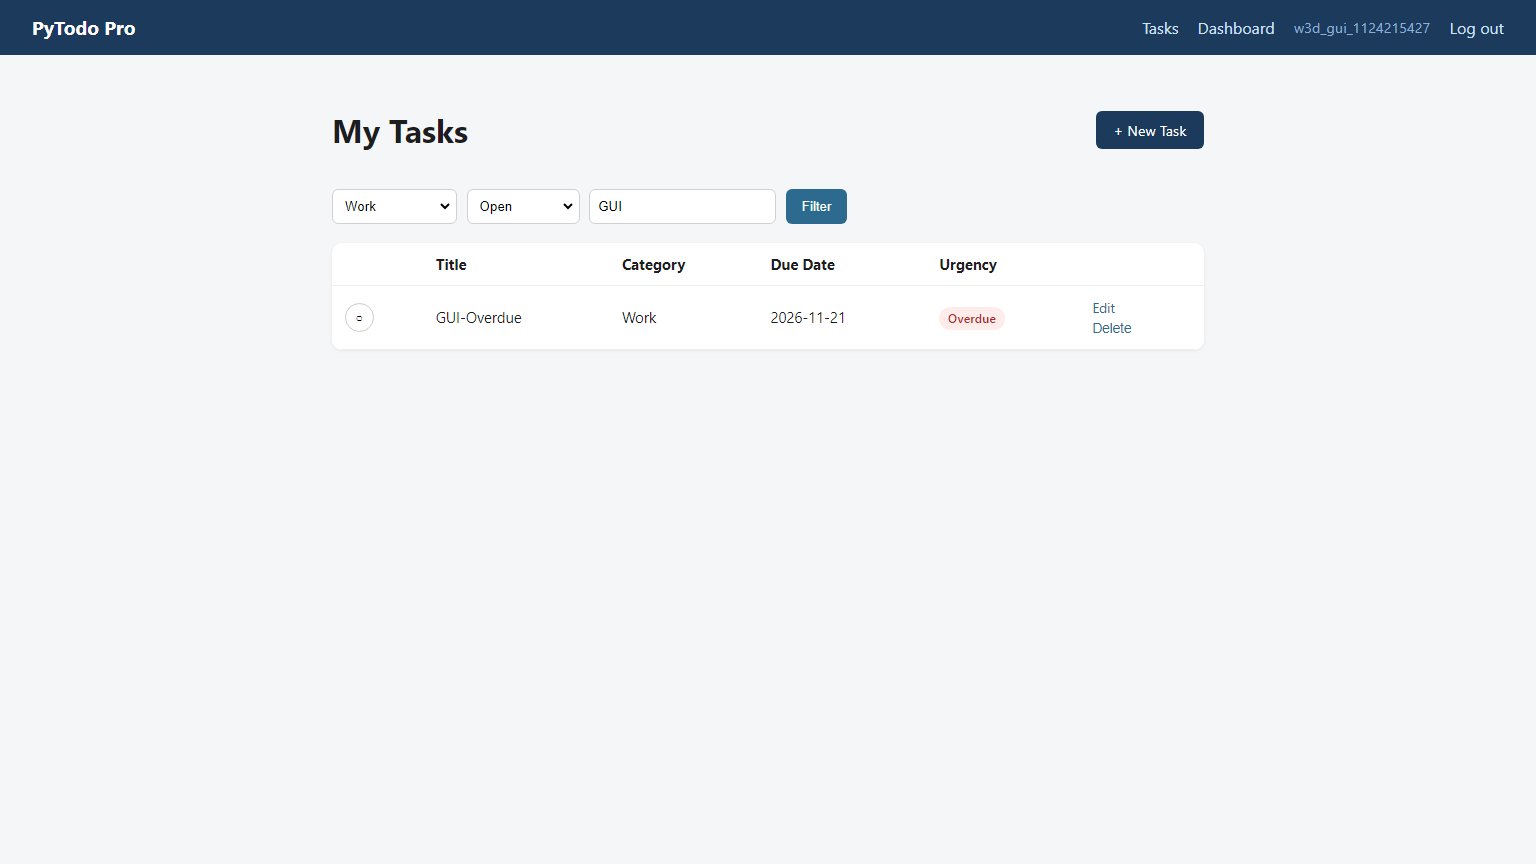 PyTodo Pro Tasks Dashboard w3d_gui_1124215427 Log out
My Tasks + New Task
Work Open GUI Filter
Title Category Due Date Urgency
GUI-Overdue Work 2026-11-21 Overdue Edit
Delete